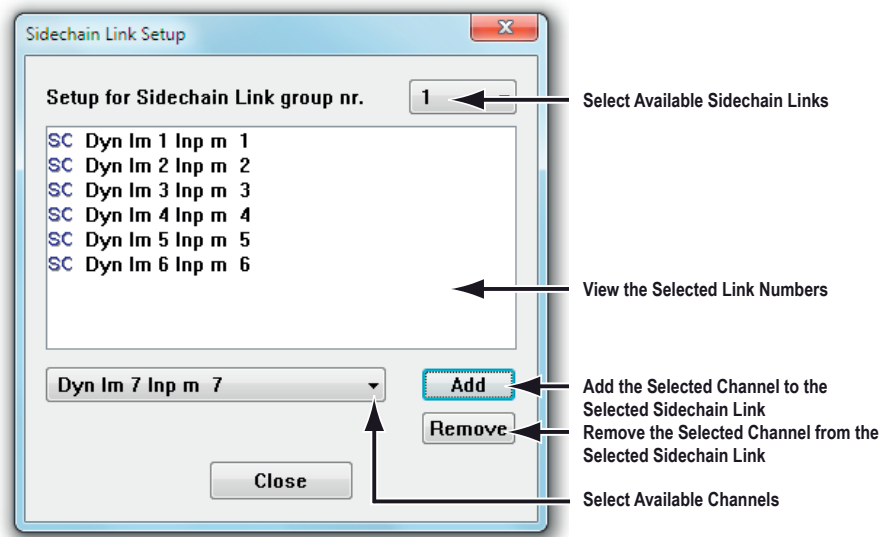 Sidechain Link Setup
Setup for Sidechain Link group nr. 1
Select Available Sidechain Links
SC Dyn Im 1 Inp m 1
SC Dyn Im 2 Inp m 2
SC Dyn Im 3 Inp m 3
SC Dyn Im 4 Inp m 4
SC Dyn Im 5 Inp m 5
SC Dyn Im 6 Inp m 6
View the Selected Link Numbers
Dyn Im 7 Inp m 7
Add
Add the Selected Channel to the
Selected Sidechain Link
Remove
Remove the Selected Channel from the
Selected Sidechain Link
Close
Select Available Channels